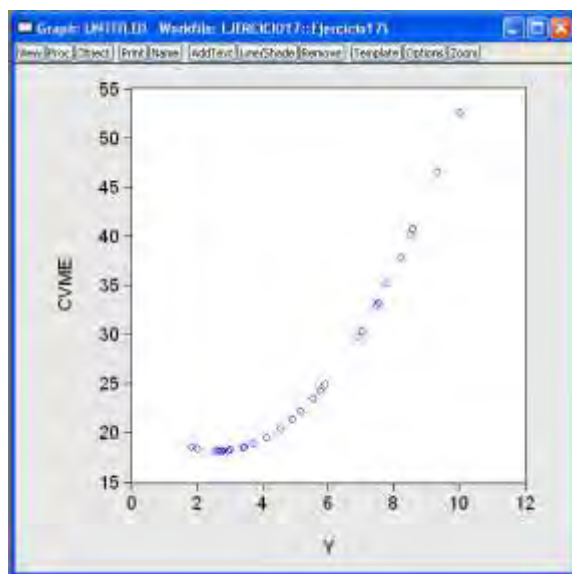 Graph: UNTITLED Workfile: EJERCICIO17::Ejercicio17\
View Proc Object Print Name AddText Line/Shade Remove Template Options Zoom
55
50
45
40
35
30
25
20
15
CVME
0 2 4 6 8 10 12
Y